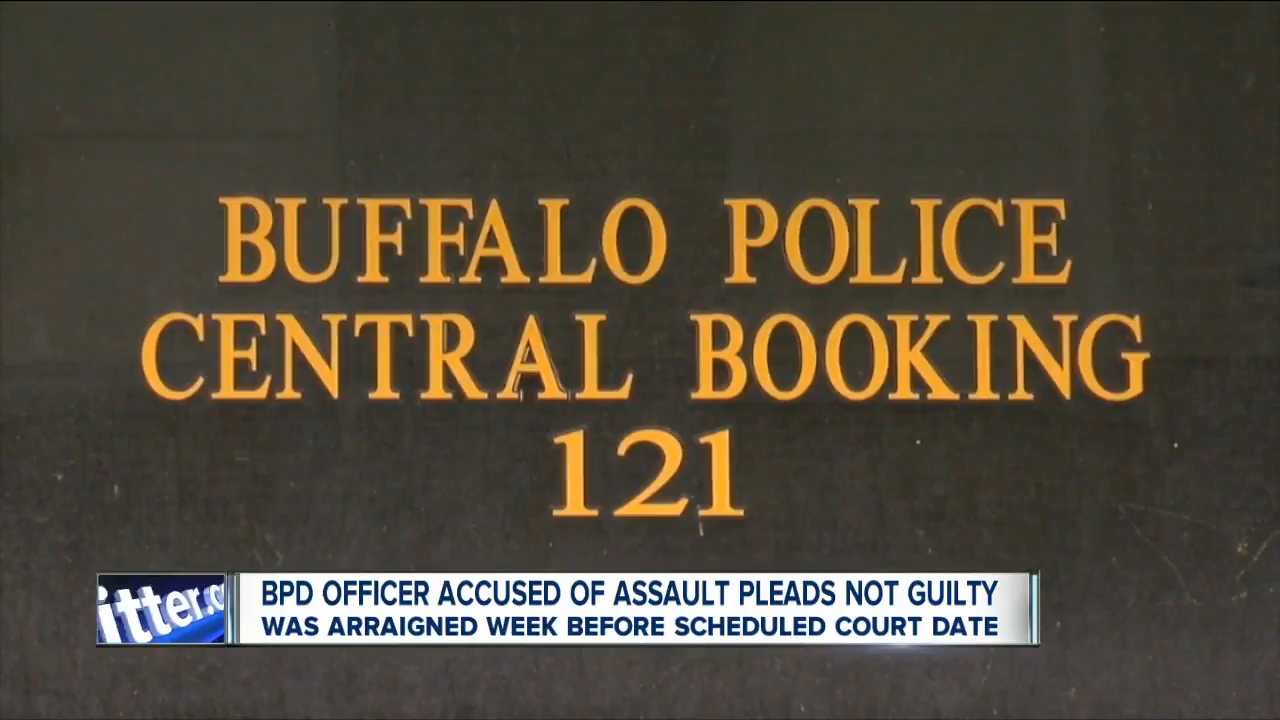 BUFFALO POLICE
CENTRAL BOOKING
121
itter.c
BPD OFFICER ACCUSED OF ASSAULT PLEADS NOT GUILTY
WAS ARRAIGNED WEEK BEFORE SCHEDULED COURT DATE